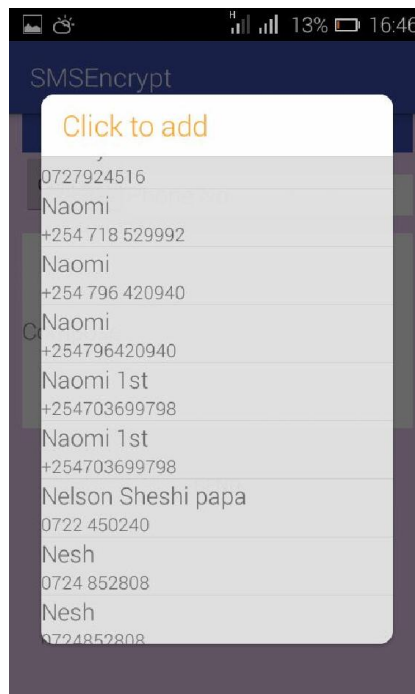 H
13%
16:46
SMSEncrypt
Click to add
0727924516
Naomi
+254 718 529992
Naomi
+254 796 420940
Naomi
+254796420940
Naomi 1st
+254703699798
Naomi 1st
+254703699798
Nelson Sheshi papa
0722 450240
Nesh
0724 852808
Nesh
0724852808